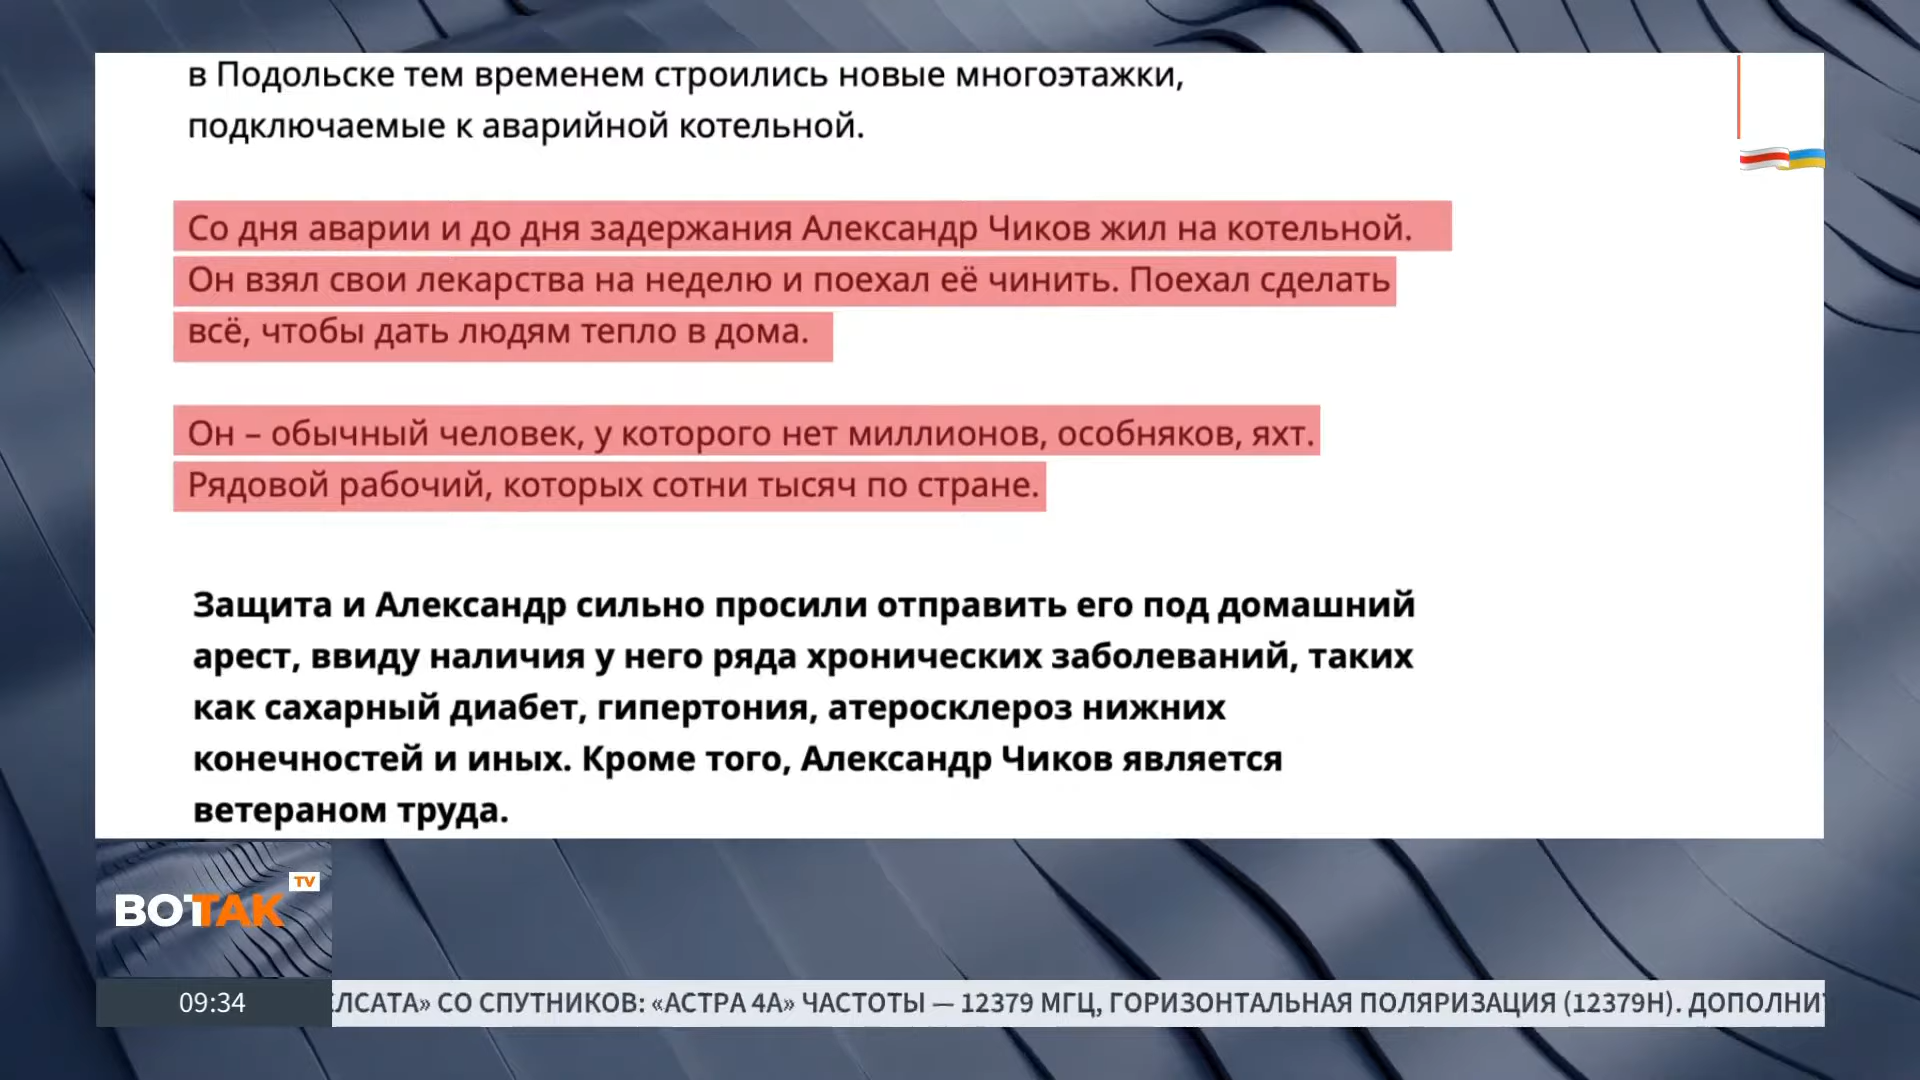 в Подольске тем временем строились новые многоэтажки,
подключаемые к аварийной котельной.
Со дня аварии и до дня задержания Александр Чиков жил на котельной.
Он взял свои лекарства на неделю и поехал её чинить. Поехал сделать
всё, чтобы дать людям тепло в дома.
Он – обычный человек, у которого нет миллионов, особняков, яхт.
Рядовой рабочий, которых сотни тысяч по стране.
Защита и Александр сильно просили отправить его под домашний
арест, ввиду наличия у него ряда хронических заболеваний, таких
как сахарный диабет, гипертония, атеросклероз нижних
конечностей и иных. Кроме того, Александр Чиков является
ветераном труда.
ВОТТАК TV
09:34
ЕЛСАТА» СО СПУТНИКОВ: «АСТРА 4А» ЧАСТОТЫ — 12379 МГЦ, ГОРИЗОНТАЛЬНАЯ ПОЛЯРИЗАЦИЯ (12379H). ДОПОЛНИ